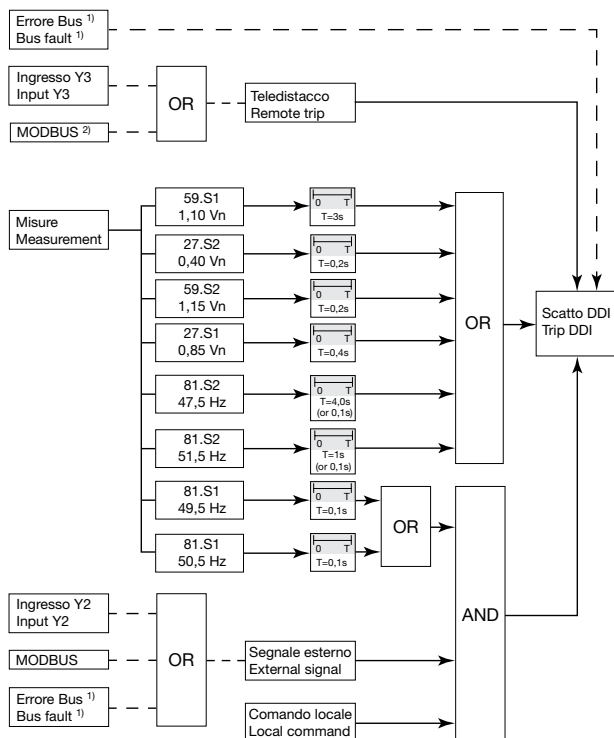 Errore Bus 1)
Bus fault 1)
Ingresso Y3
Input Y3
MODBUS 2)
OR
Teledistacco
Remote trip
Misure
Measurement
59.S1
1,10 Vn
0 T
T=3s
27.S2
0,40 Vn
0 T
T=0,2s
59.S2
1,15 Vn
0 T
T=0,2s
27.S1
0,85 Vn
0 T
T=0,4s
81.S2
47,5 Hz
0 T
T=4,0s
(or 0,1s)
81.S2
51,5 Hz
0 T
T=1s
(or 0,1s)
81.S1
49,5 Hz
0 T
T=0,1s
81.S1
50,5 Hz
0 T
T=0,1s
OR
OR
Scatto DDI
Trip DDI
AND
Ingresso Y2
Input Y2
MODBUS
Errore Bus 1)
Bus fault 1)
OR
Segnale esterno
External signal
Comando locale
Local command